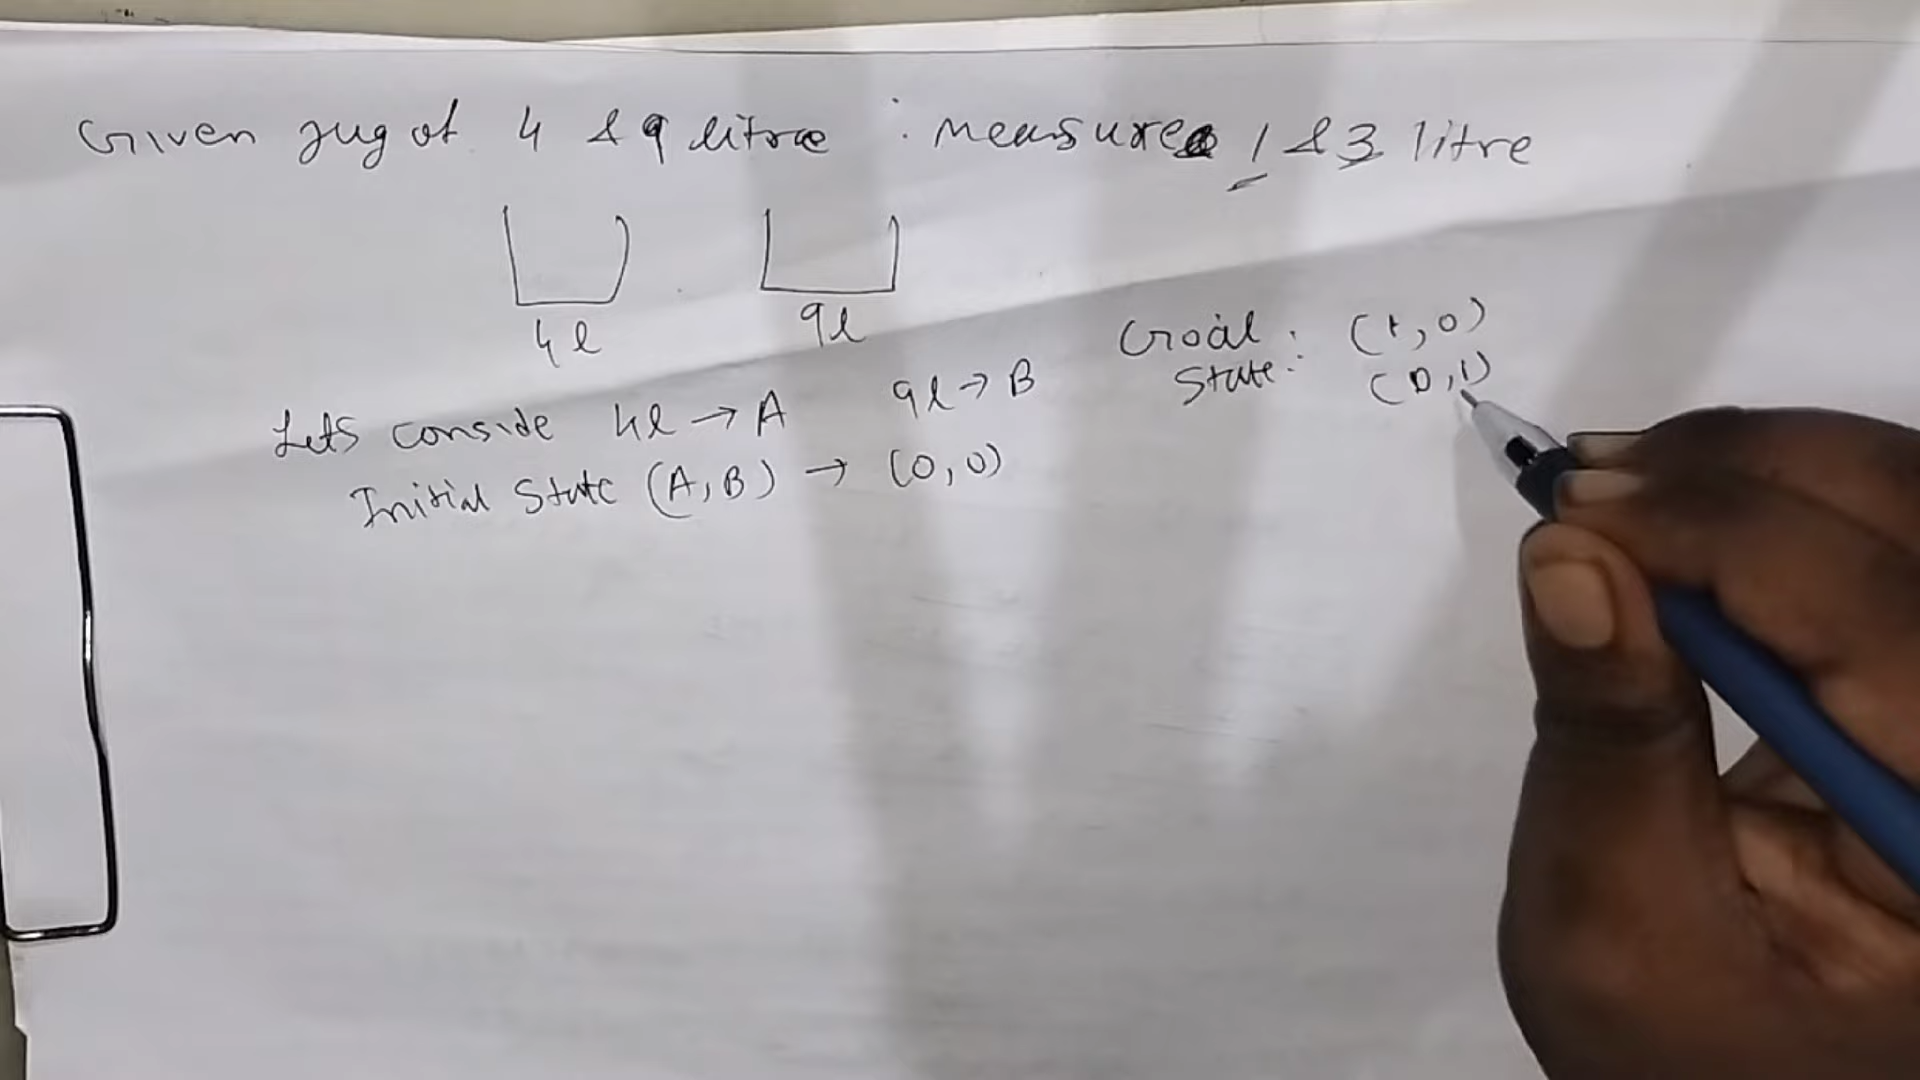 Given jug of 4 & 9 litre : measure 1 & 3 litre
4l 9l
Lets conside 4l → A 9l → B
Initial State (A, B) → (0, 0)
Goal State : (1, 0)
(0, 1)